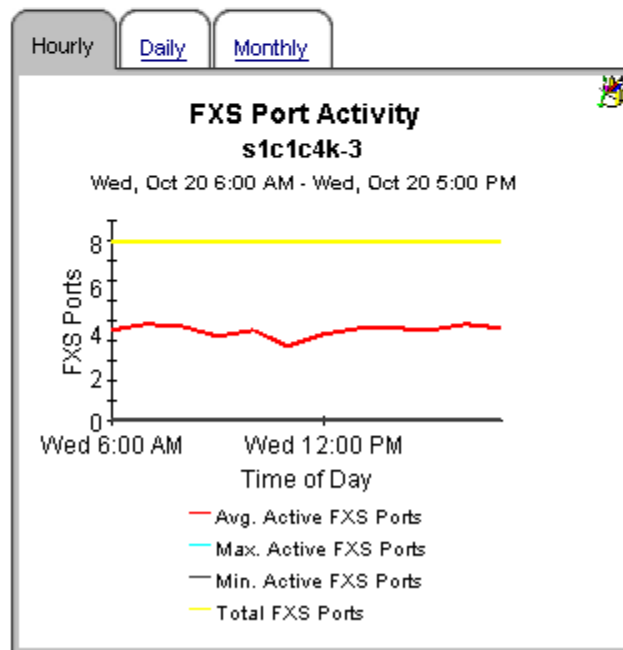 Hourly Daily Monthly
FXS Port Activity
s1c1c4k-3
Wed, Oct 20 6:00 AM - Wed, Oct 20 5:00 PM
8
6
4
2
0
FXS Ports
Wed 6:00 AM Wed 12:00 PM
Time of Day
Avg. Active FXS Ports
Max. Active FXS Ports
Min. Active FXS Ports
Total FXS Ports